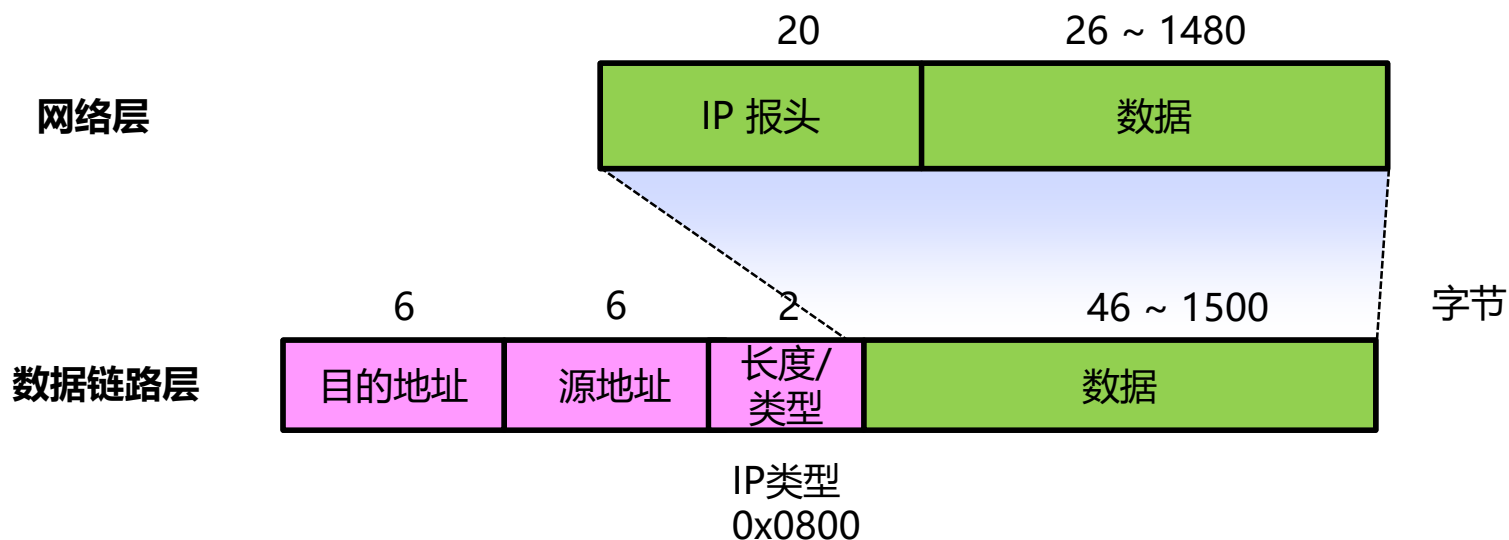 20
26 ~ 1480
网络层
IP 报头
数据
6
6
2
46 ~ 1500
字节
数据链路层
目的地址
源地址
长度/
类型
数据
IP类型
0x0800